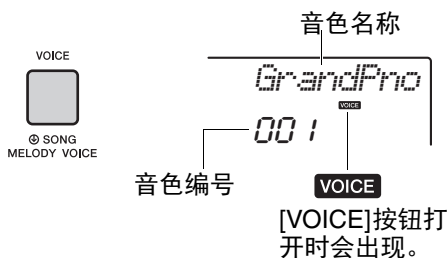 VOICE
⊕ SONG
MELODY VOICE
音色名称
GrandPno
VOICE
001
音色编号
VOICE
[VOICE]按钮打
开时会出现。